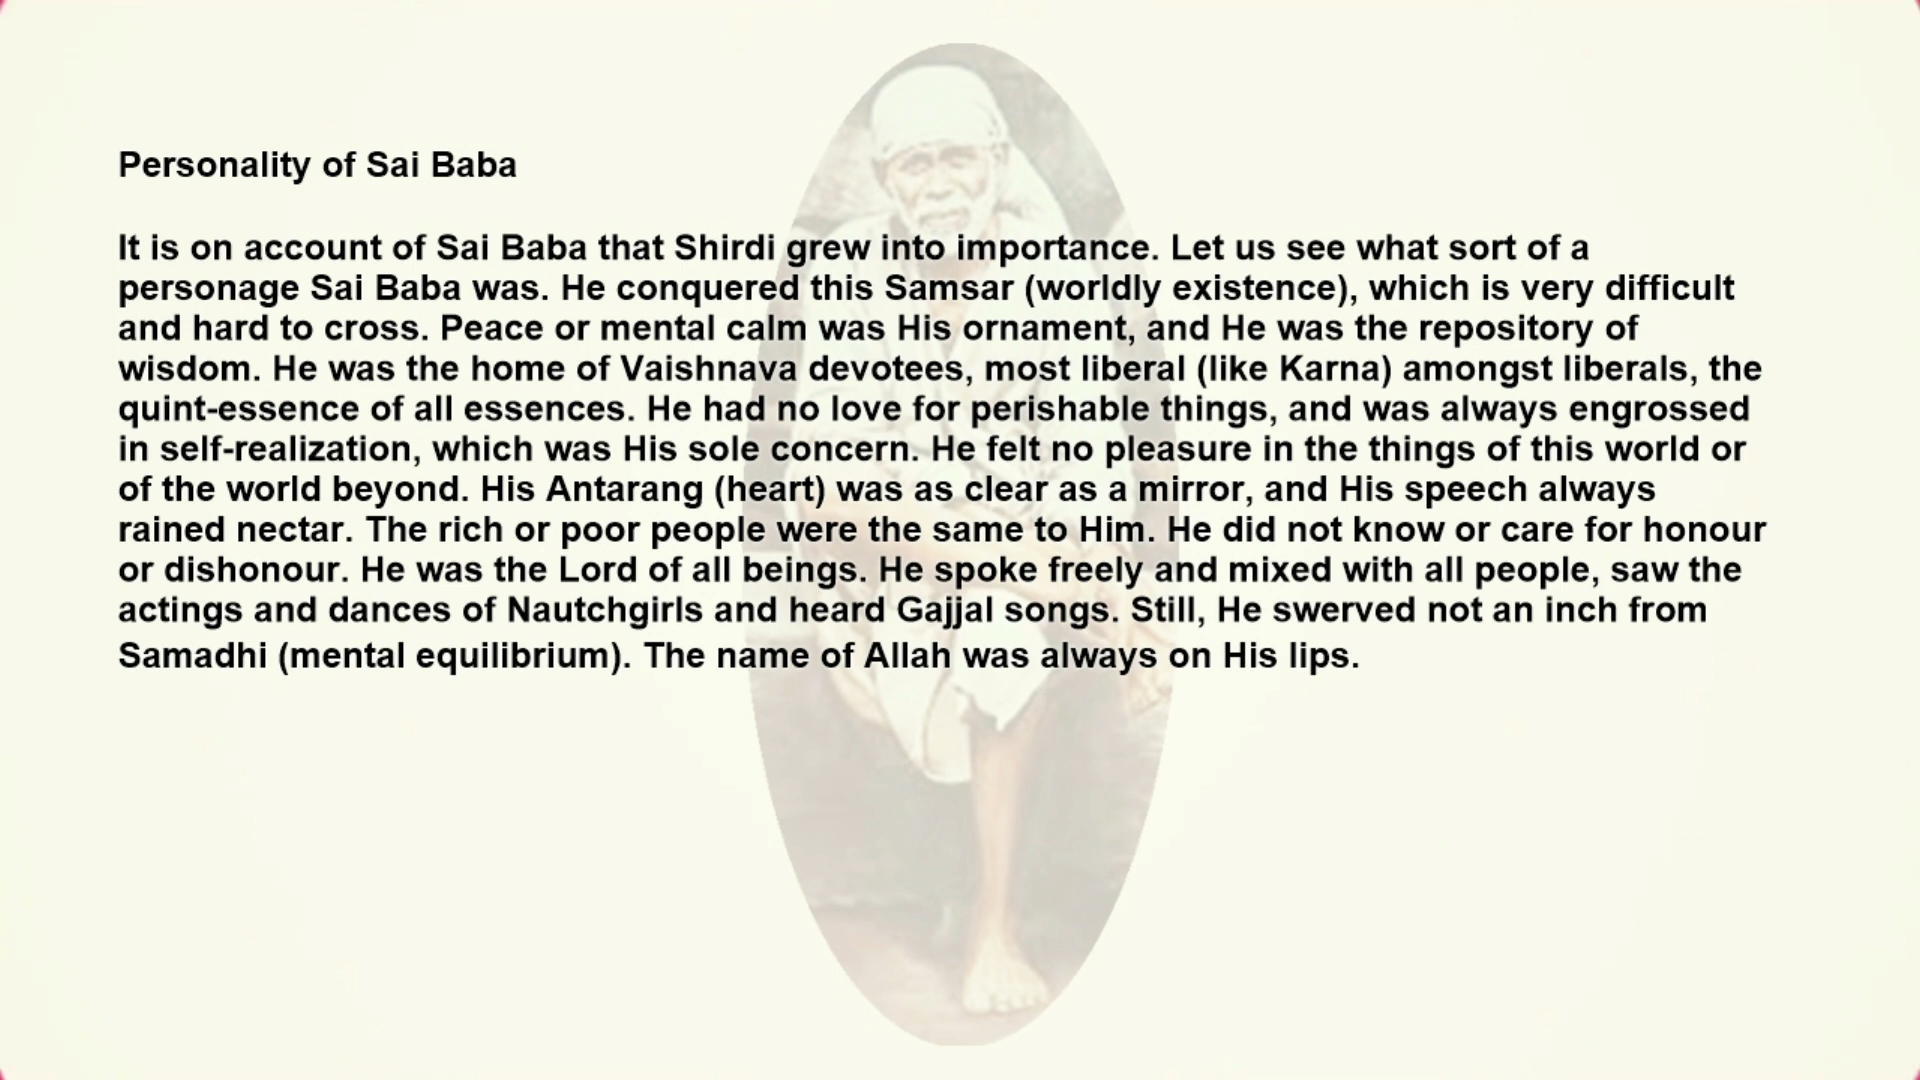 Personality of Sai Baba
It is on account of Sai Baba that Shirdi grew into importance. Let us see what sort of a
personage Sai Baba was. He conquered this Samsar (worldly existence), which is very difficult
and hard to cross. Peace or mental calm was His ornament, and He was the repository of
wisdom. He was the home of Vaishnava devotees, most liberal (like Karna) amongst liberals, the
quint-essence of all essences. He had no love for perishable things, and was always engrossed
in self-realization, which was His sole concern. He felt no pleasure in the things of this world or
of the world beyond. His Antarang (heart) was as clear as a mirror, and His speech always
rained nectar. The rich or poor people were the same to Him. He did not know or care for honour
or dishonour. He was the Lord of all beings. He spoke freely and mixed with all people, saw the
actings and dances of Nautchgirls and heard Gajjal songs. Still, He swerved not an inch from
Samadhi (mental equilibrium). The name of Allah was always on His lips.